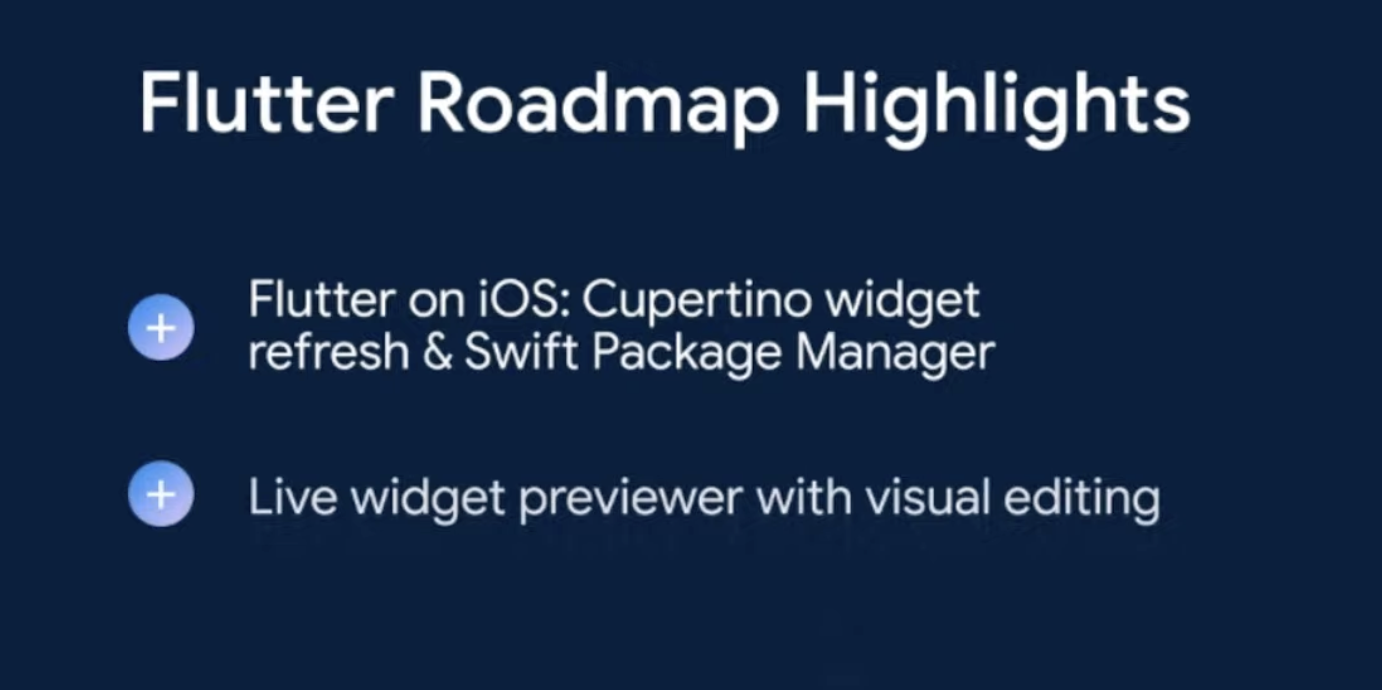 Flutter Roadmap Highlights
Flutter on iOS: Cupertino widget
refresh & Swift Package Manager
Live widget previewer with visual editing